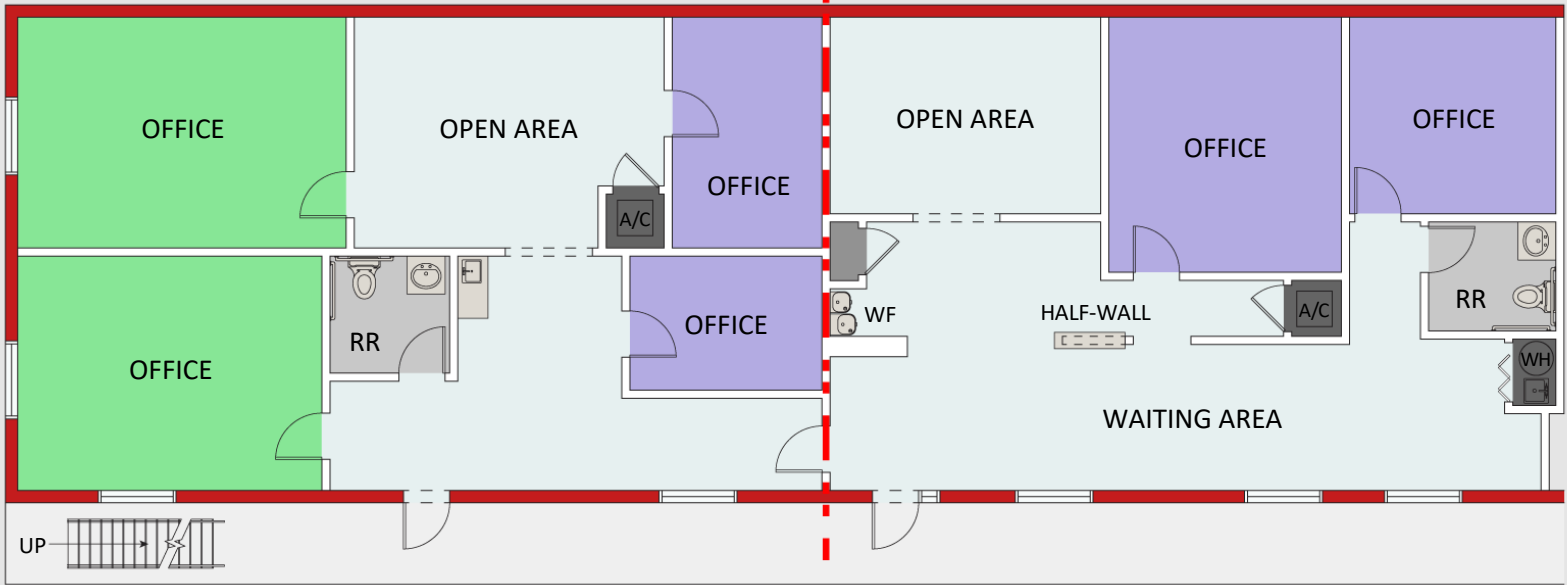 OFFICE
OPEN AREA
OFFICE
A/C
OPEN AREA
OFFICE
OFFICE
OFFICE
RR
OFFICE
WF
HALF-WALL
A/C
RR
WH
WAITING AREA
UP